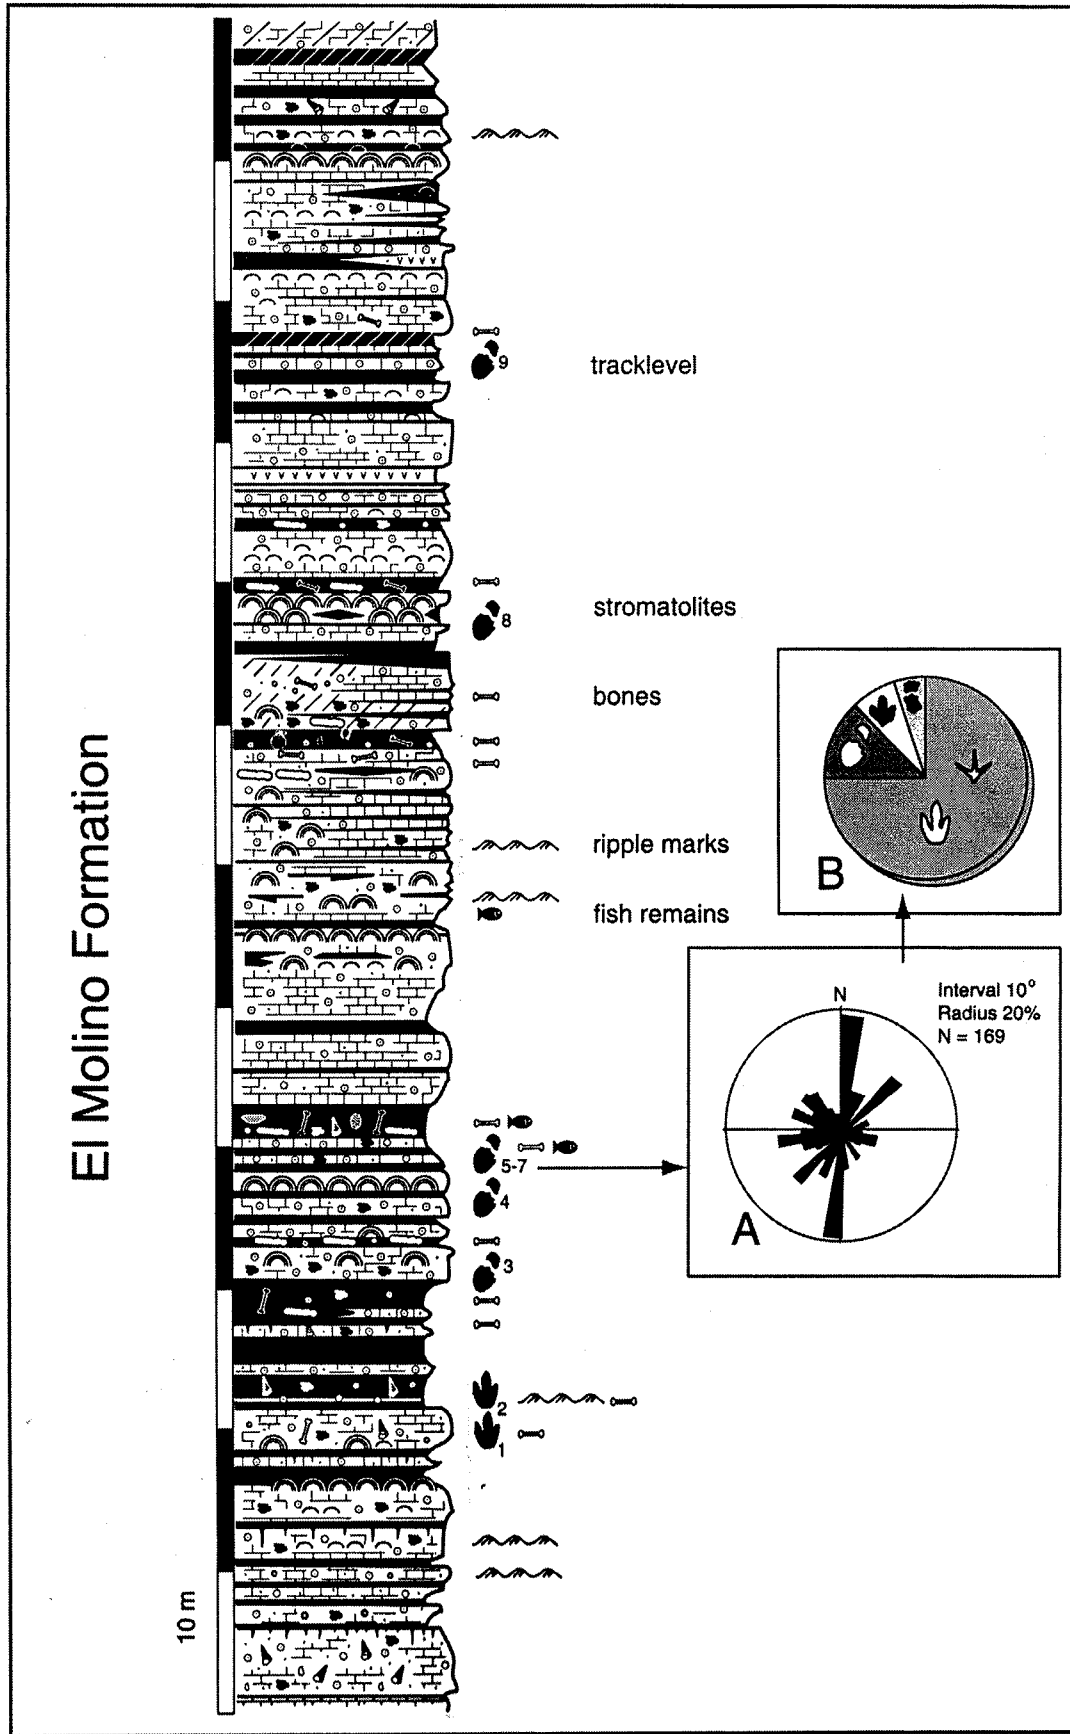 El Molino Formation
10 m
9
tracklevel
8
stromatolites
bones
ripple marks
fish remains
5-7
4
3
2
1
B
N
Interval 10°
Radius 20%
N = 169
A